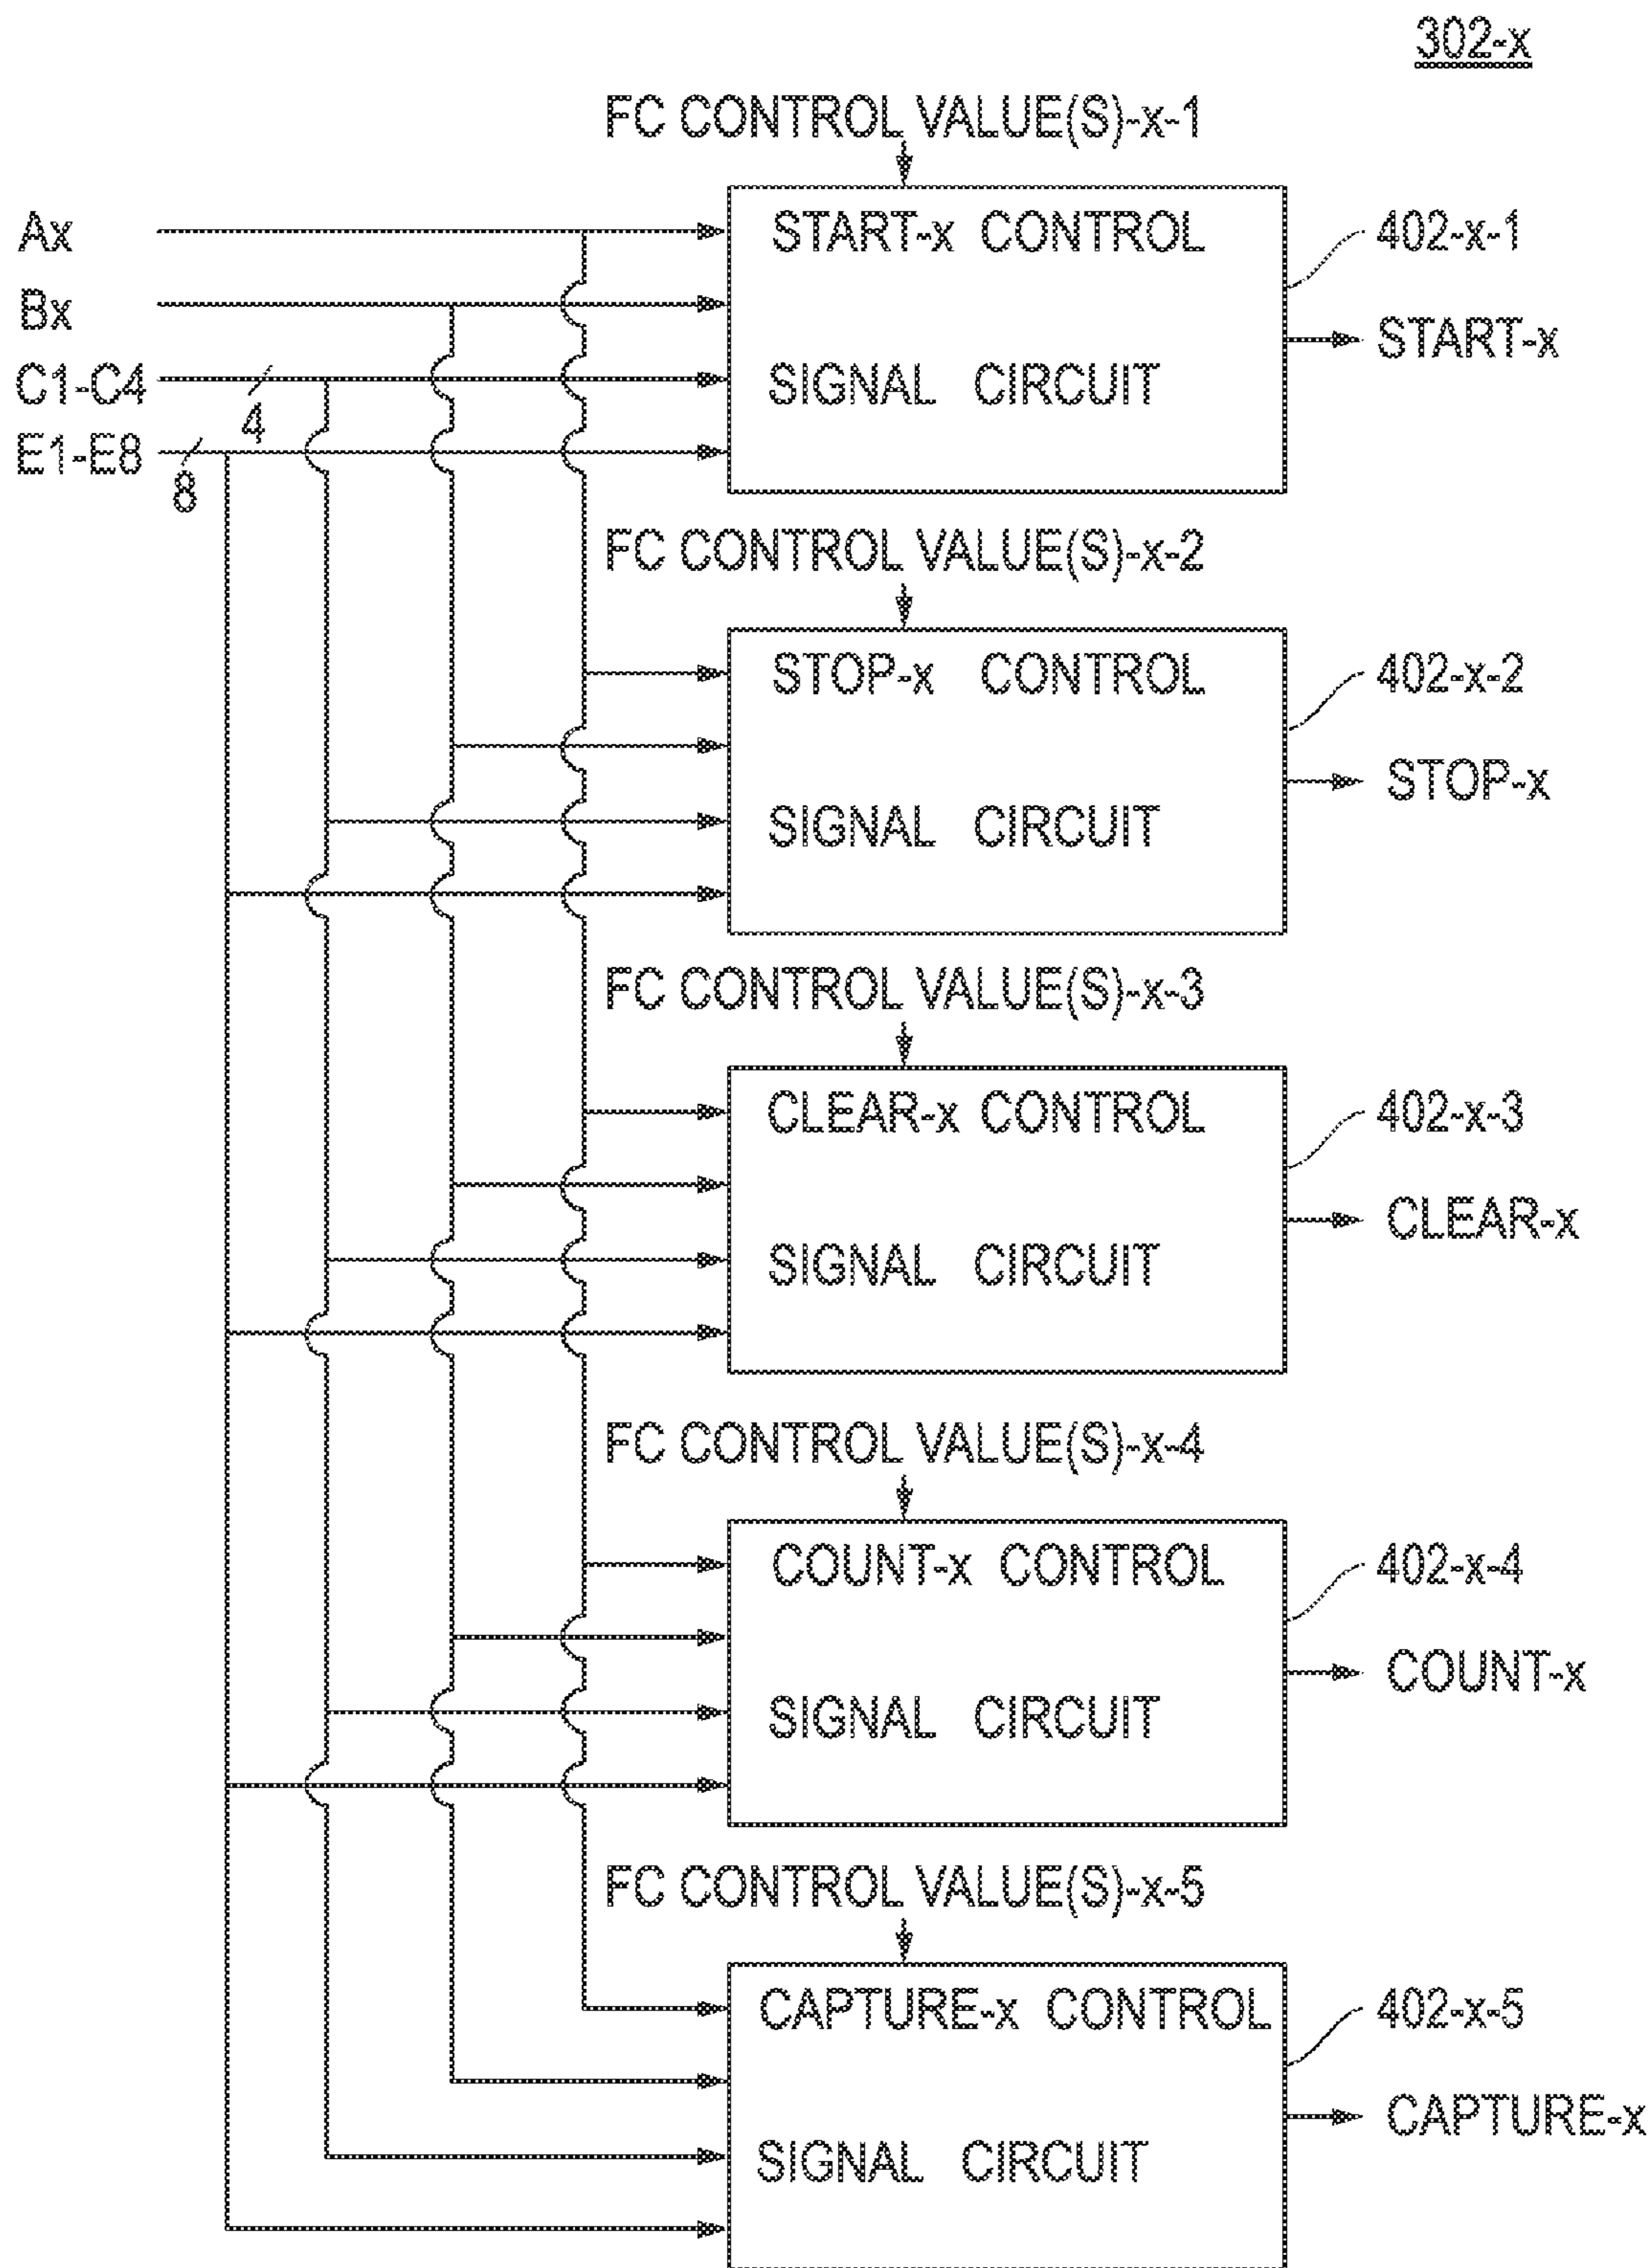 302-x
FC CONTROL VALUE(S)-x-1
Ax
START-x CONTROL
402-x-1
Bx
START-x
C1-C4
4
SIGNAL CIRCUIT
E1-E8
8
FC CONTROL VALUE(S)-x-2
STOP-x CONTROL
402-x-2
STOP-x
SIGNAL CIRCUIT
FC CONTROL VALUE(S)-x-3
CLEAR-x CONTROL
402-x-3
CLEAR-x
SIGNAL CIRCUIT
FC CONTROL VALUE(S)-x-4
COUNT-x CONTROL
402-x-4
COUNT-x
SIGNAL CIRCUIT
FC CONTROL VALUE(S)-x-5
CAPTURE-x CONTROL
402-x-5
CAPTURE-x
SIGNAL CIRCUIT